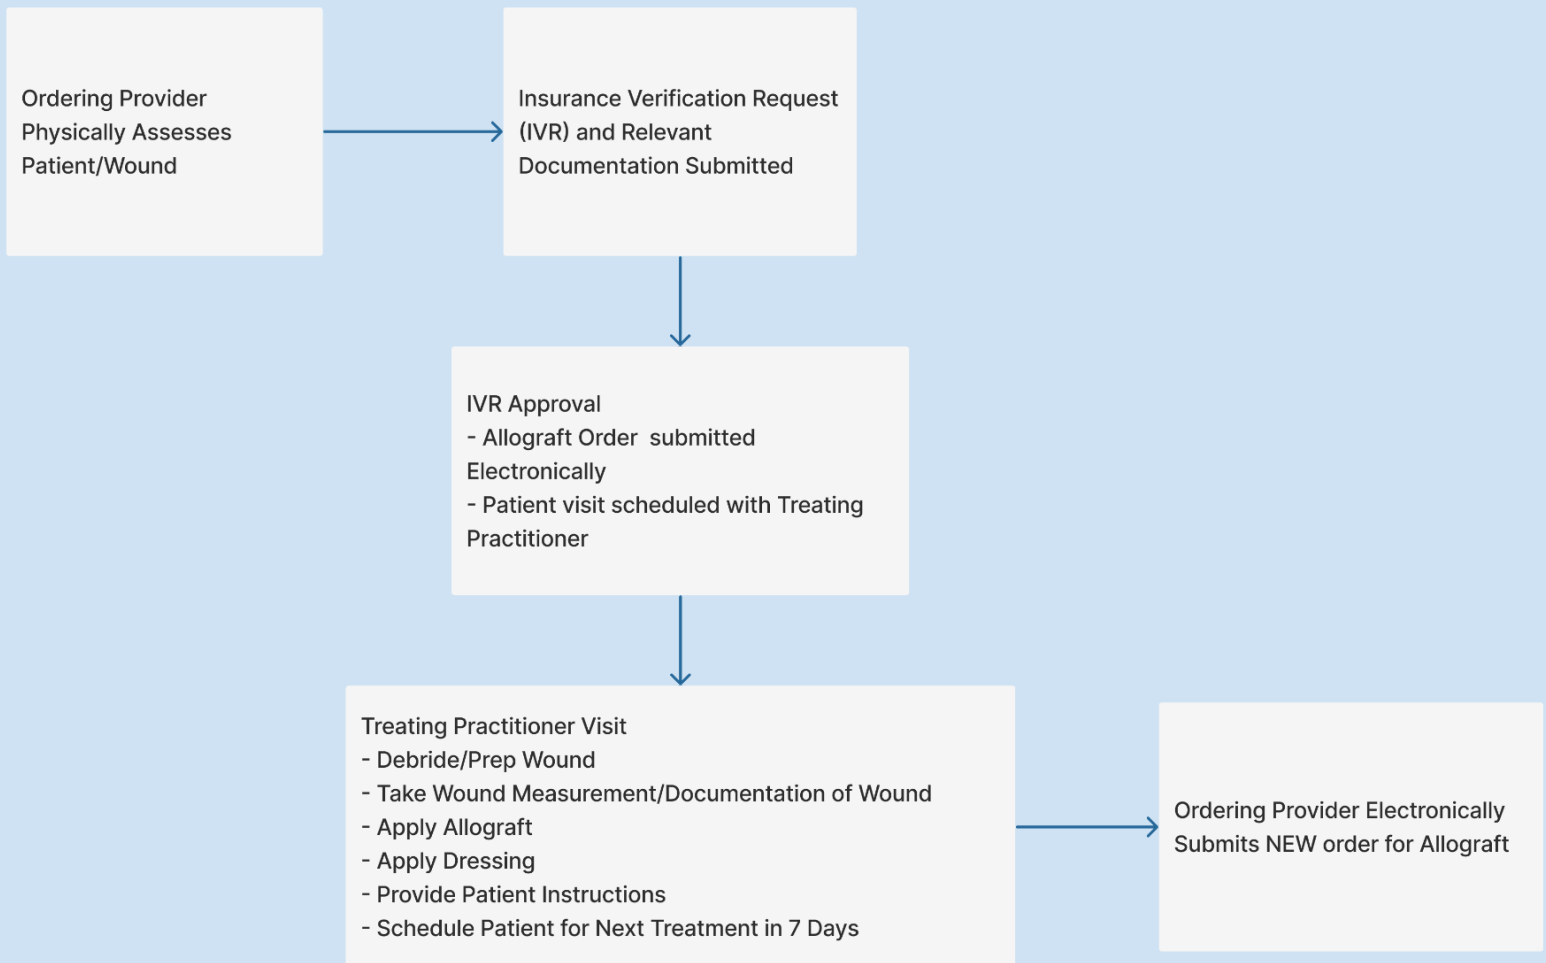 Ordering Provider
Physically Assesses
Patient/Wound
Insurance Verification Request
(IVR) and Relevant
Documentation Submitted
IVR Approval
- Allograft Order  submitted
Electronically
- Patient visit scheduled with Treating
Practitioner
Treating Practitioner Visit
- Debride/Prep Wound
- Take Wound Measurement/Documentation of Wound
- Apply Allograft
- Apply Dressing
- Provide Patient Instructions
- Schedule Patient for Next Treatment in 7 Days
Ordering Provider Electronically
Submits NEW order for Allograft